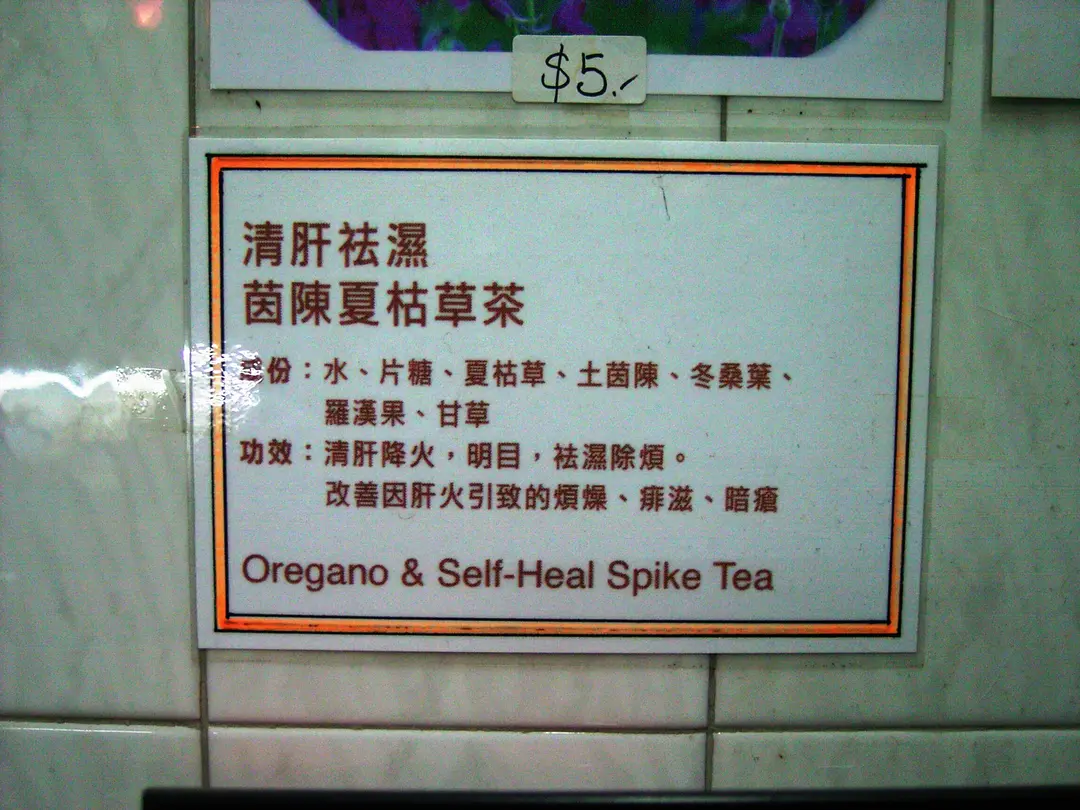 $5.-
清肝祛濕
茵陳夏枯草茶
份：水、片糖、夏枯草、土茵陳、冬桑葉、
羅漢果、甘草
功效：清肝降火，明目，祛濕除煩。
改善因肝火引致的煩燥、痱滋、暗瘡
Oregano & Self-Heal Spike Tea